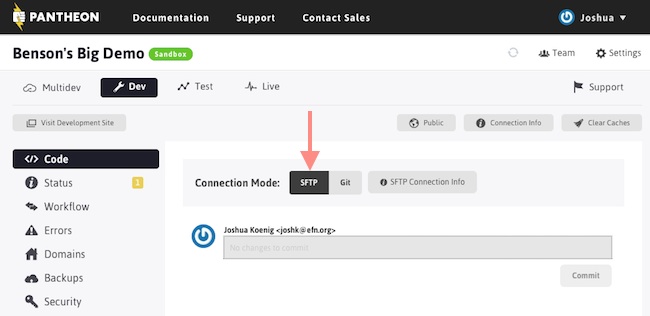 PANTHEON Documentation Support Contact Sales Joshua
Benson's Big Demo Sandbox Team Settings
Multidev Dev Test Live Support
Visit Development Site Public Connection Info Clear Caches
Code
Connection Mode: SFTP Git SFTP Connection Info
Status 1
Workflow
Errors
Joshua Koenig <joshk@efn.org>
No changes to commit
Domains
Backups
Commit
Security